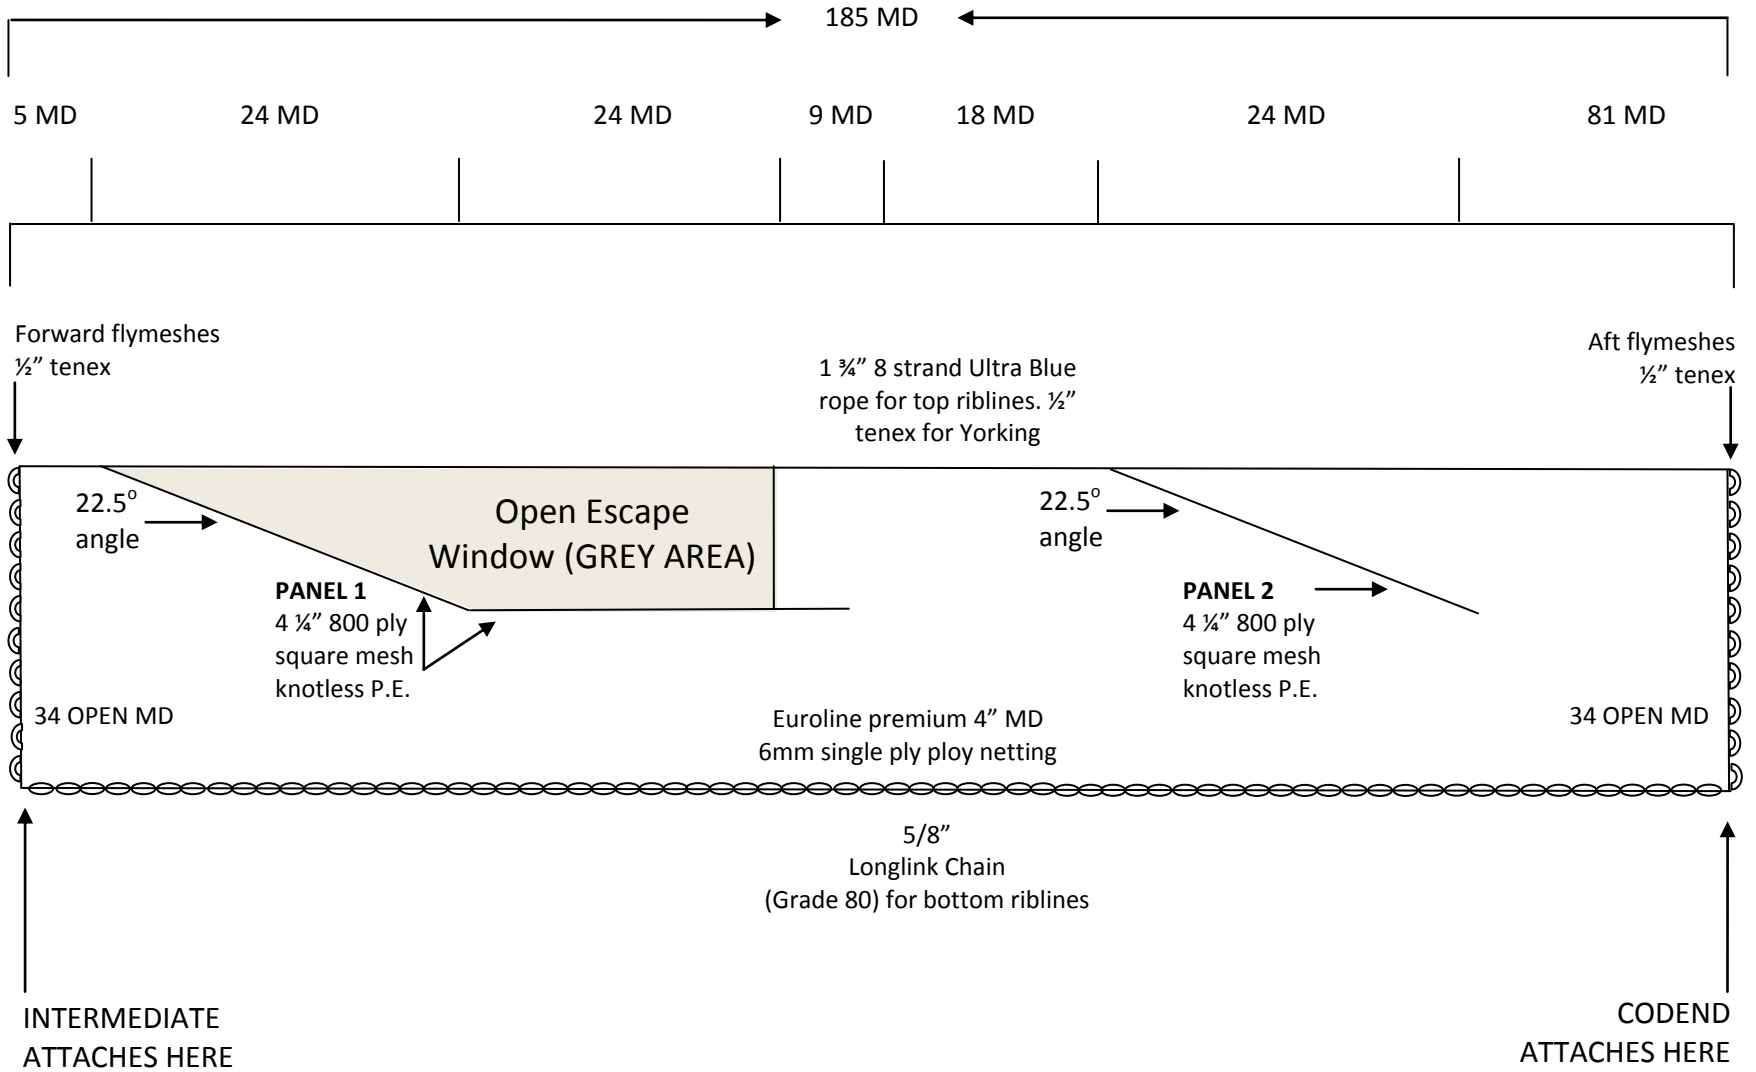 185 MD
5 MD
24 MD
24 MD
9 MD
18 MD
24 MD
81 MD
Forward flymeshes
½” tenex
Aft flymeshes
½” tenex
1 ¾” 8 strand Ultra Blue
rope for top riblines. ½”
tenex for Yorking
22.5°
angle
Open Escape
Window (GREY AREA)
22.5°
angle
PANEL 1
4 ¼” 800 ply
square mesh
knotless P.E.
PANEL 2
4 ¼” 800 ply
square mesh
knotless P.E.
34 OPEN MD
Euroline premium 4” MD
6mm single ply ploy netting
34 OPEN MD
5/8”
Longlink Chain
(Grade 80) for bottom riblines
INTERMEDIATE
ATTACHES HERE
CODEND
ATTACHES HERE